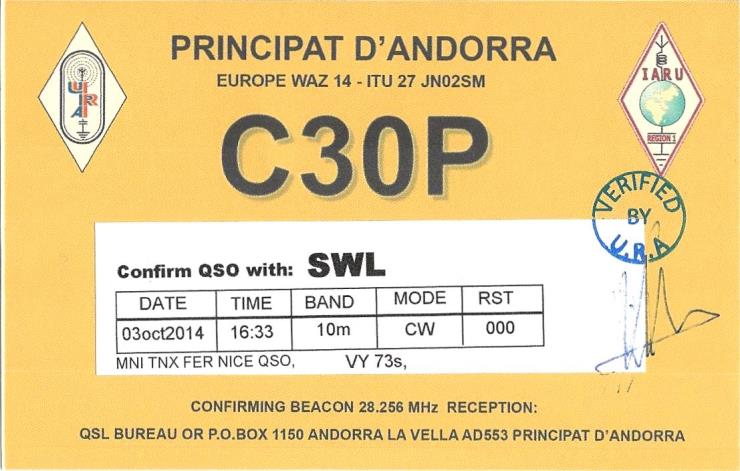 PRINCIPAT D'ANDORRA
EUROPE WAZ 14 - ITU 27 JN02SM
URA
IARU
REGION 1
C30P
VERIFIED
BY
U.R.A
Confirm QSO with: SWL
DATE TIME BAND MODE RST
03oct2014 16:33 10m CW 000
MNI TNX FER NICE QSO, VY 73s,
CONFIRMING BEACON 28.256 MHz RECEPTION:
QSL BUREAU OR P.O.BOX 1150 ANDORRA LA VELLA AD553 PRINCIPAT D'ANDORRA